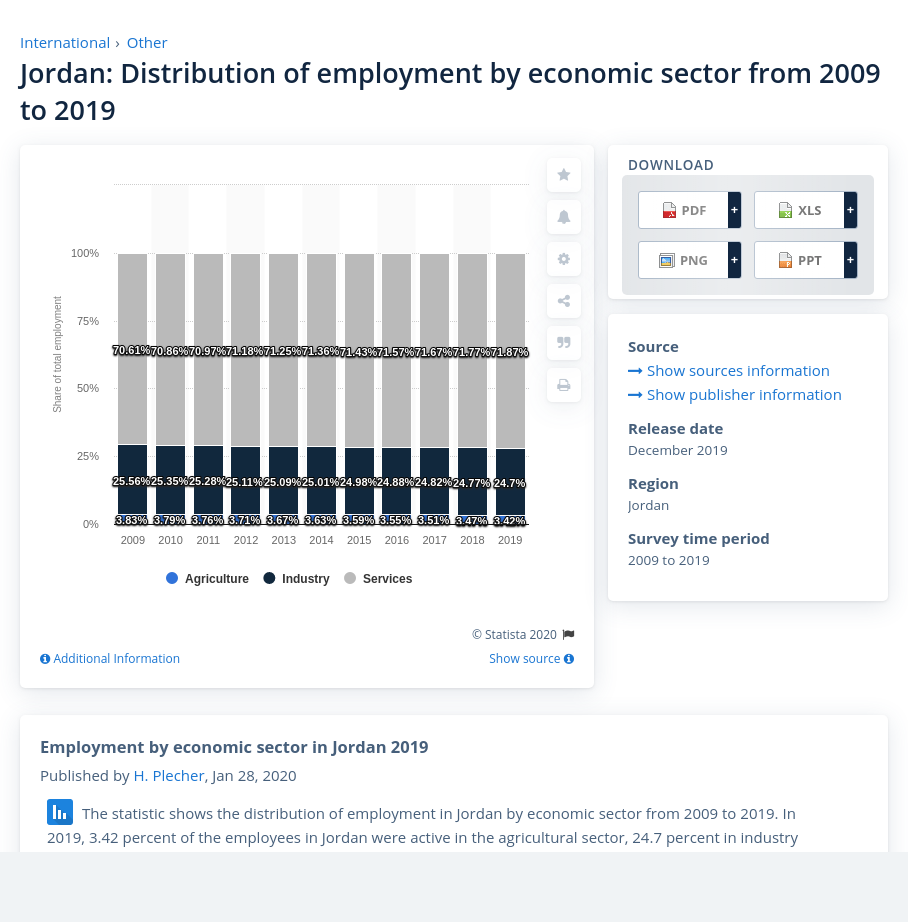 International › Other
Jordan: Distribution of employment by economic sector from 2009
to 2019
DOWNLOAD
PDF + XLS +
PNG + PPT +
Share of total employment
100%
75%
50%
25%
0%
70.61% 70.86% 70.97% 71.18% 71.25% 71.36% 71.43% 71.57% 71.67% 71.77% 71.87%
25.56% 25.35% 25.28% 25.11% 25.09% 25.01% 24.98% 24.88% 24.82% 24.77% 24.7%
3.83% 3.79% 3.76% 3.71% 3.67% 3.63% 3.59% 3.55% 3.51% 3.47% 3.42%
2009 2010 2011 2012 2013 2014 2015 2016 2017 2018 2019
Agriculture Industry Services
© Statista 2020
Additional Information Show source
Source
Show sources information
Show publisher information
Release date
December 2019
Region
Jordan
Survey time period
2009 to 2019
Employment by economic sector in Jordan 2019
Published by H. Plecher, Jan 28, 2020
The statistic shows the distribution of employment in Jordan by economic sector from 2009 to 2019. In
2019, 3.42 percent of the employees in Jordan were active in the agricultural sector, 24.7 percent in industry